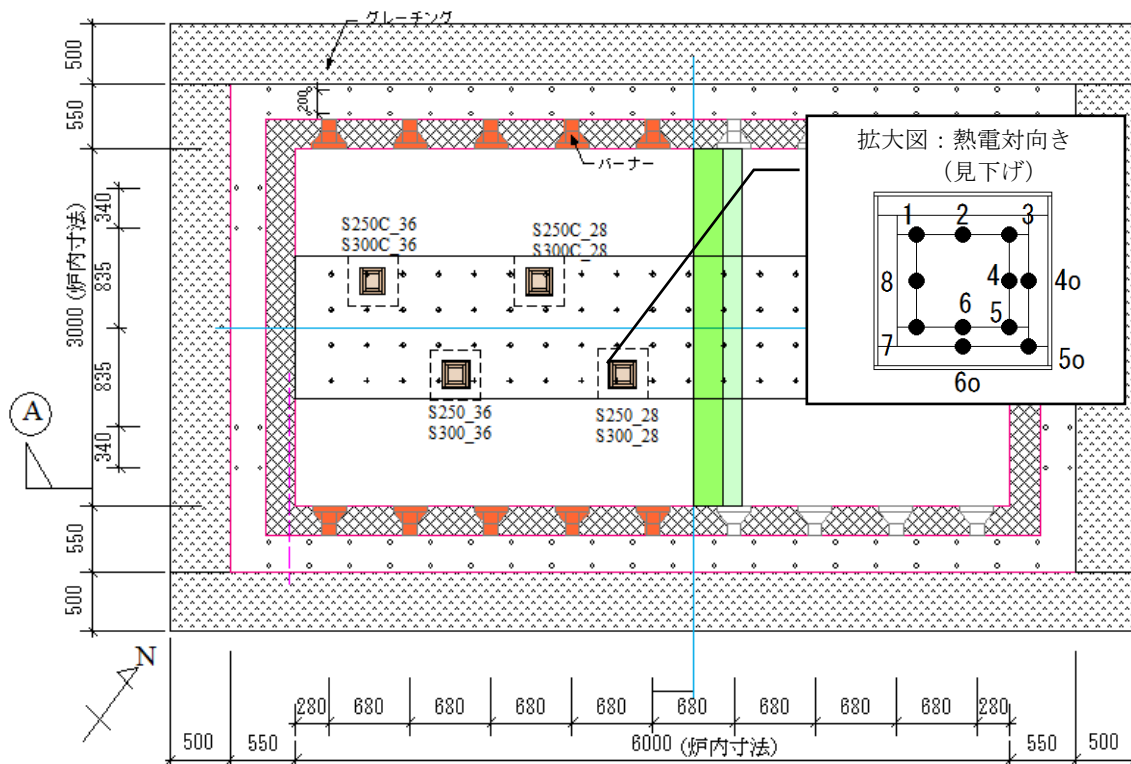 グレーチング
500
550
200
340
835
3000 (炉内寸法)
835
340
550
500
バーナー
拡大図：熱電対向き
（見下げ）
1
2
3
8
4
4o
6
5
7
5o
6o
S250C_36
S300C_36
S250C_28
S300C_28
S250_36
S300_36
S250_28
S300_28
A
N
280
680
680
680
680
680
680
680
680
280
500
550
6000 (炉内寸法)
550
500